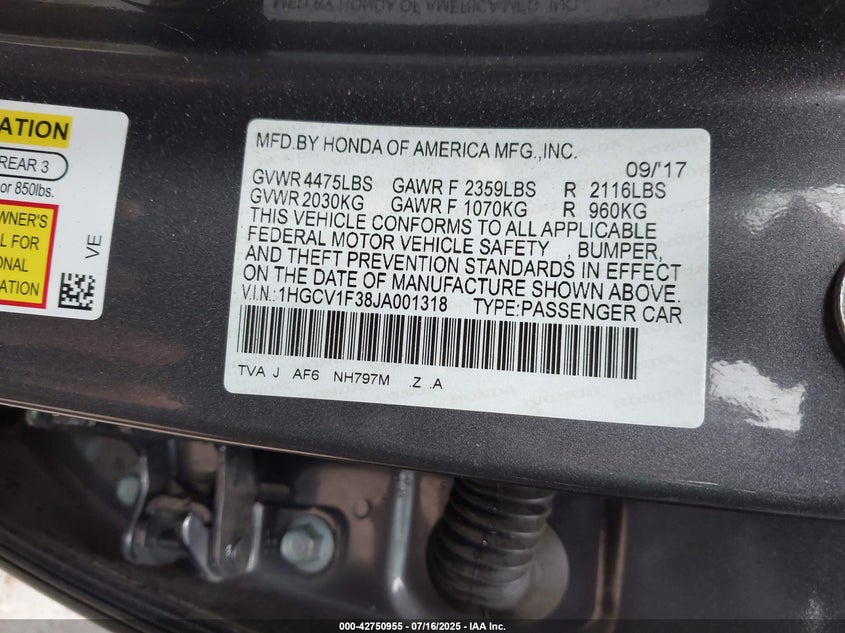 MFD.BY HONDA OF AMERICA MFG.,INC.
09/'17
GVWR 4475LBS GAWR F 2359LBS R 2116LBS
GVWR 2030KG GAWR F 1070KG R 960KG
THIS VEHICLE CONFORMS TO ALL APPLICABLE
FEDERAL MOTOR VEHICLE SAFETY , BUMPER,
AND THEFT PREVENTION STANDARDS IN EFFECT
ON THE DATE OF MANUFACTURE SHOWN ABOVE.
V.I.N.:1HGCV1F38JA001318 TYPE:PASSENGER CAR
TVA J AF6 NH797M .Z .A
ATION
REAR 3
or 850lbs.
WNER'S
L FOR
ONAL
ATION
VE
000-42750955 - 07/16/2025 - IAA Inc.